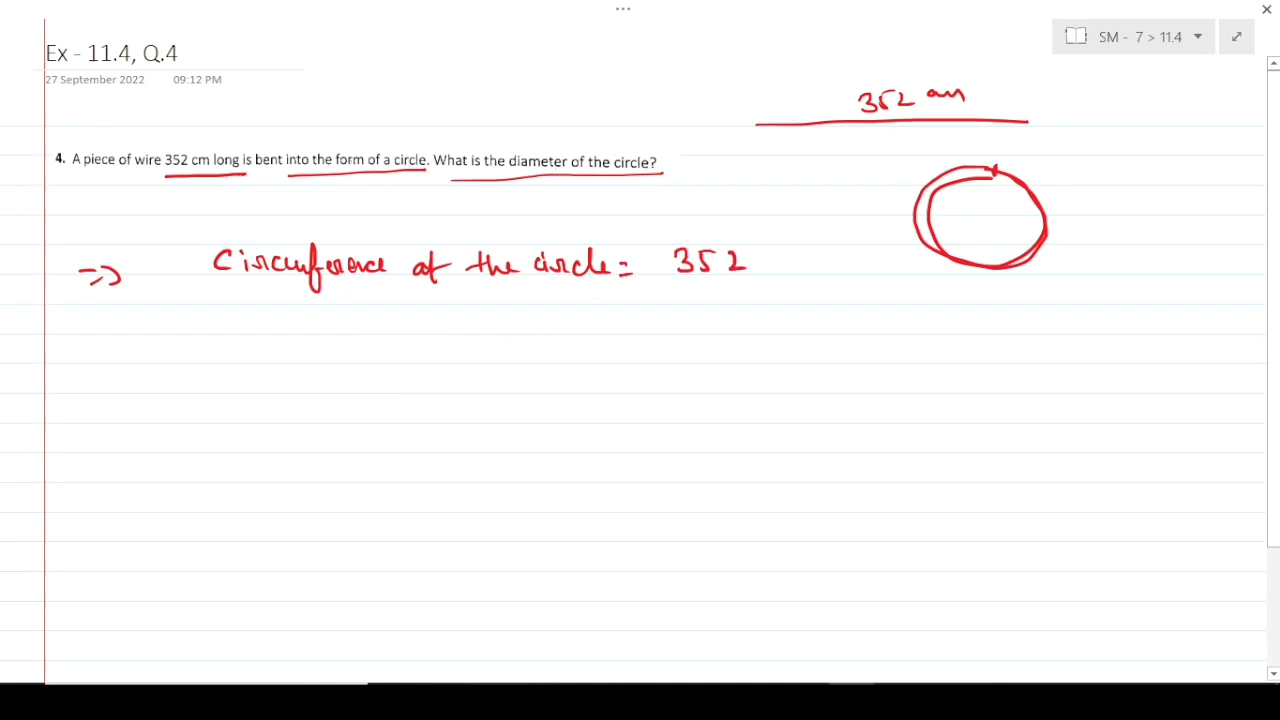 ...
SM - 7 > 11.4
Ex - 11.4, Q.4
27 September 2022 09:12 PM
352 cm
4. A piece of wire 352 cm long is bent into the form of a circle. What is the diameter of the circle?
=> Circumference of the circle = 352